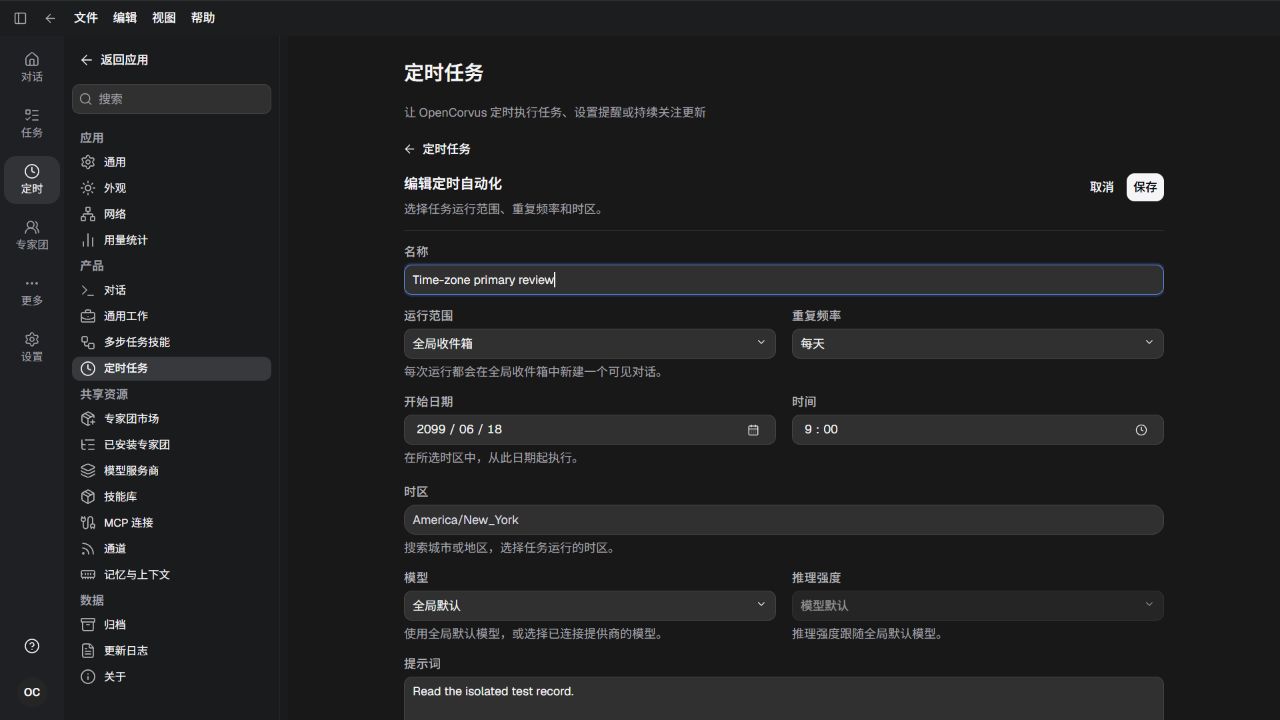 文件 编辑 视图 帮助
对话
任务
定时
专家团
更多
设置
OC
返回应用
搜索
应用
通用
外观
网络
用量统计
产品
对话
通用工作
多步任务技能
定时任务
共享资源
专家团市场
已安装专家团
模型服务商
技能库
MCP 连接
通道
记忆与上下文
数据
归档
更新日志
关于
定时任务
让 OpenCorvus 定时执行任务、设置提醒或持续关注更新
定时任务
编辑定时自动化
取消 保存
选择任务运行范围、重复频率和时区。
名称
Time-zone primary review
运行范围 重复频率
全局收件箱 每天
每次运行都会在全局收件箱中新建一个可见对话。
开始日期 时间
2099 / 06 / 18 9 : 00
在所选时区中，从此日期起执行。
时区
America/New_York
搜索城市或地区，选择任务运行的时区。
模型 推理强度
全局默认 模型默认
使用全局默认模型，或选择已连接提供商的模型。 推理强度跟随全局默认模型。
提示词
Read the isolated test record.